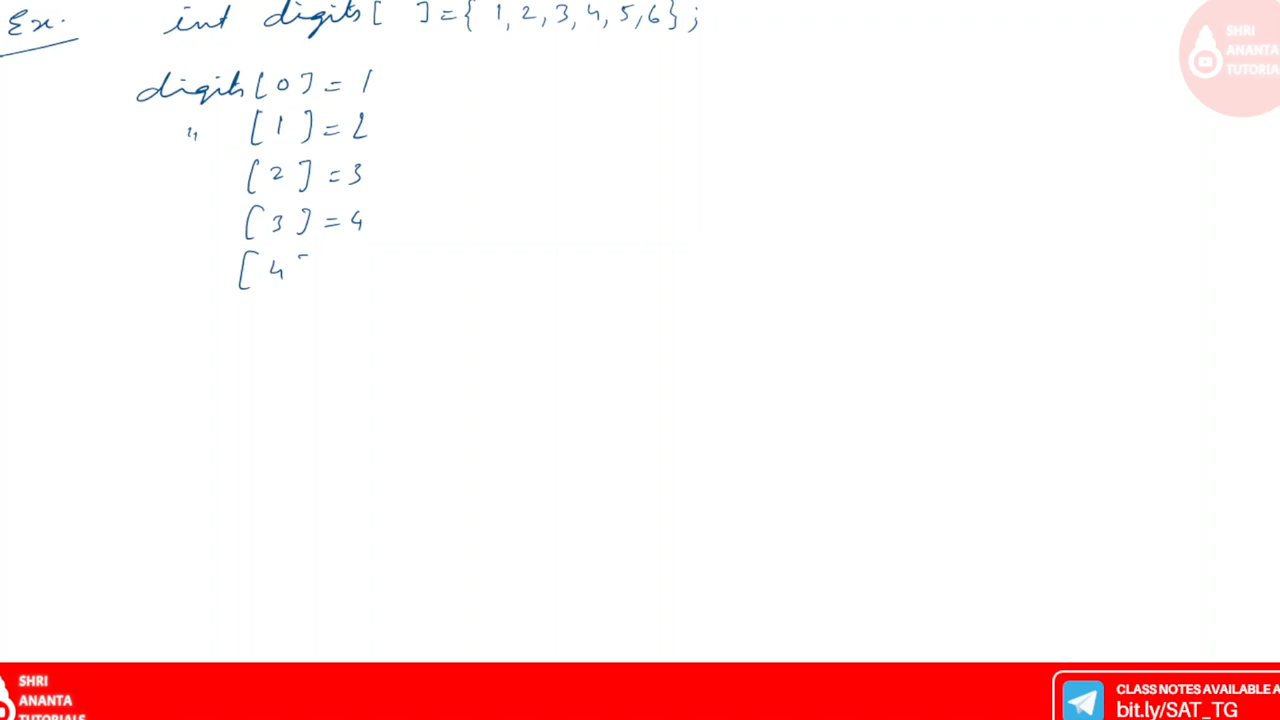 Ex. int digits[ ] = { 1, 2, 3, 4, 5, 6 } ;
digits [ 0 ] = 1
" [ 1 ] = 2
[ 2 ] = 3
[ 3 ] = 4
[ 4
SHRI
ANANTA
TUTORIA
SHRI
ANANTA
TUTORIALS
CLASS NOTES AVAILABLE A
bit.ly/SAT_TG